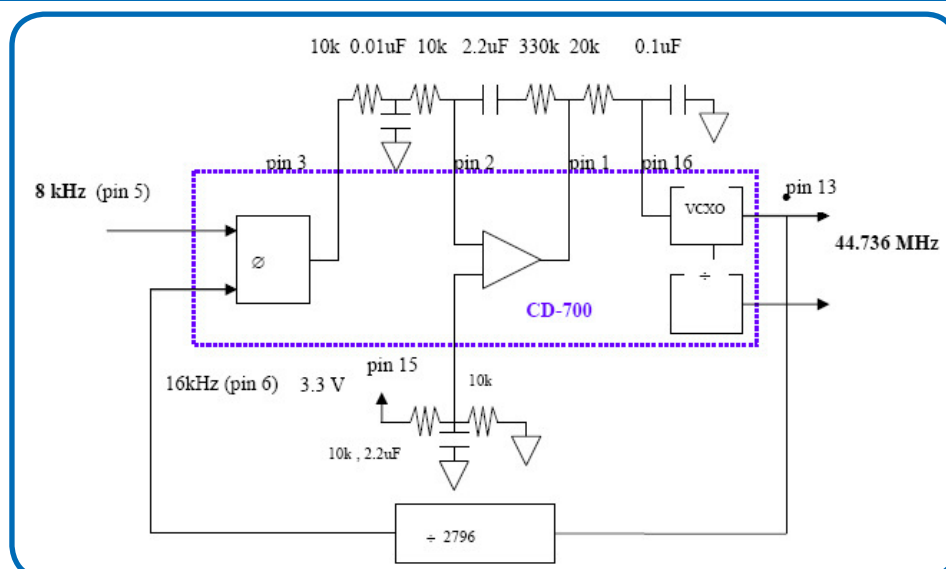 10k 0.01uF 10k 2.2uF 330k 20k 0.1uF
pin 3 pin 2 pin 1 pin 16
8 kHz (pin 5)
pin 13
VCXO
44.736 MHz
∅
÷
CD-700
pin 15
16kHz (pin 6) 3.3 V
10k
10k , 2.2uF
÷ 2796